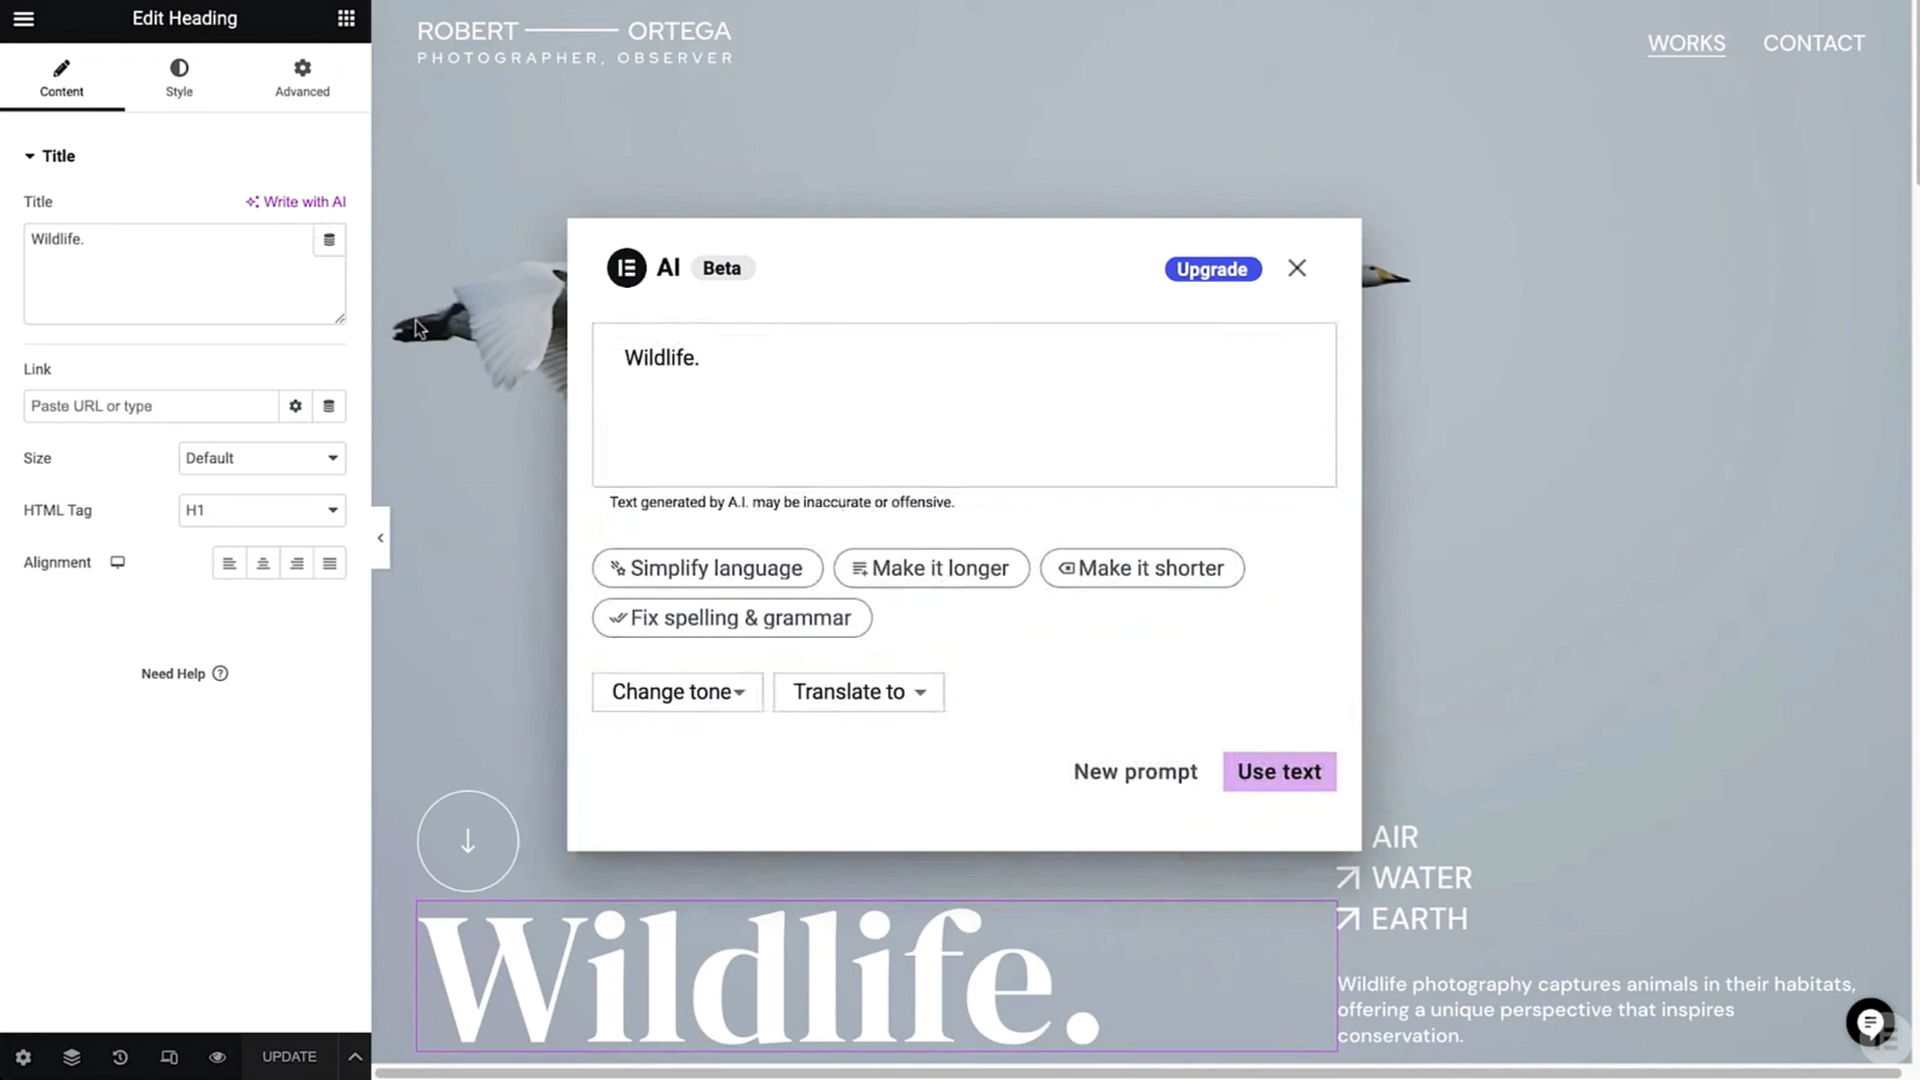 Edit Heading
Content
Style
Advanced
Title
Title
Write with AI
Wildlife.
Link
Paste URL or type
Size
Default
HTML Tag
H1
Alignment
Need Help
UPDATE
ROBERT ORTEGA
PHOTOGRAPHER, OBSERVER
WORKS
CONTACT
AI
Beta
Upgrade
Wildlife.
Text generated by A.I. may be inaccurate or offensive.
Simplify language
Make it longer
Make it shorter
Fix spelling & grammar
Change tone
Translate to
New prompt
Use text
AIR
WATER
EARTH
Wildlife.
Wildlife photography captures animals in their habitats,
offering a unique perspective that inspires
conservation.